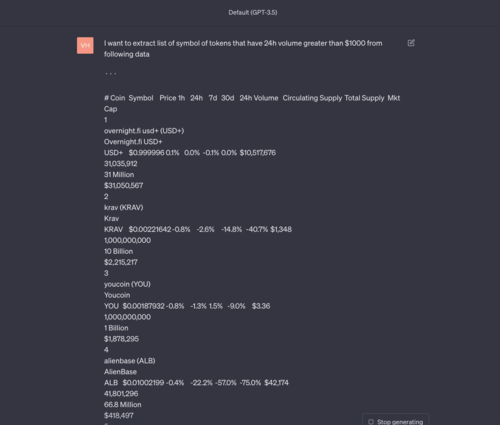 Default (GPT-3.5)
VH
I want to extract list of symbol of tokens that have 24h volume greater than $1000 from
following data
```
# Coin Symbol Price 1h 24h 7d 30d 24h Volume Circulating Supply Total Supply Mkt
Cap
1
overnight.fi usd+ (USD+)
Overnight.fi USD+
USD+ $0.999996 0.1% 0.0% -0.1% 0.0% $10,517,676
31,035,912
31 Million
$31,050,567
2
krav (KRAV)
Krav
KRAV $0.00221642 -0.8% -2.6% -14.8% -40.7% $1,348
1,000,000,000
10 Billion
$2,215,217
3
youcoin (YOU)
Youcoin
YOU $0.00187932 -0.8% -1.3% 1.5% -9.0% $3.36
1,000,000,000
1 Billion
$1,878,295
4
alienbase (ALB)
AlienBase
ALB $0.01002199 -0.4% -22.2% -57.0% -75.0% $42,174
41,801,296
66.8 Million
$418,497
Stop generating